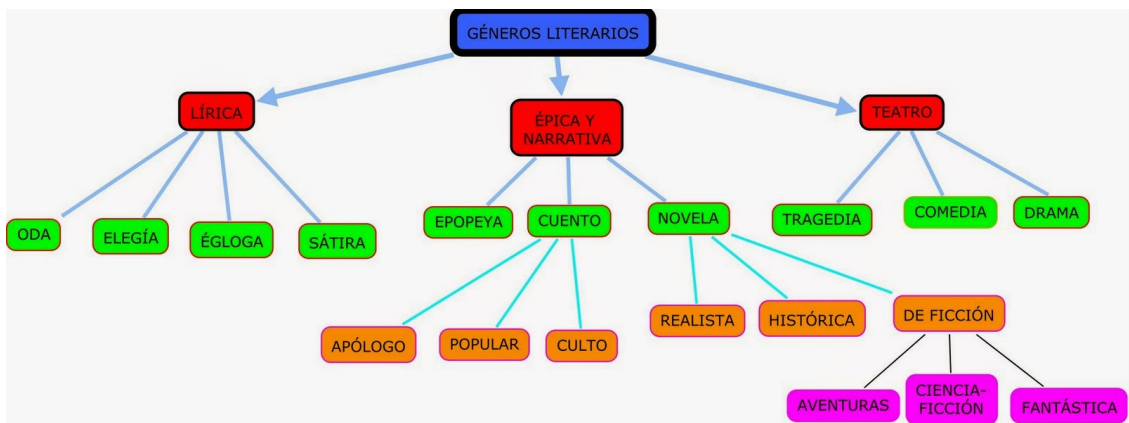 GÉNEROS LITERARIOS
LÍRICA
ÉPICA Y
NARRATIVA
TEATRO
ODA
ELEGÍA
ÉGLOGA
SÁTIRA
EPOPEYA
CUENTO
NOVELA
TRAGEDIA
COMEDIA
DRAMA
APÓLOGO
POPULAR
CULTO
REALISTA
HISTÓRICA
DE FICCIÓN
AVENTURAS
CIENCIA-
FICCIÓN
FANTÁSTICA